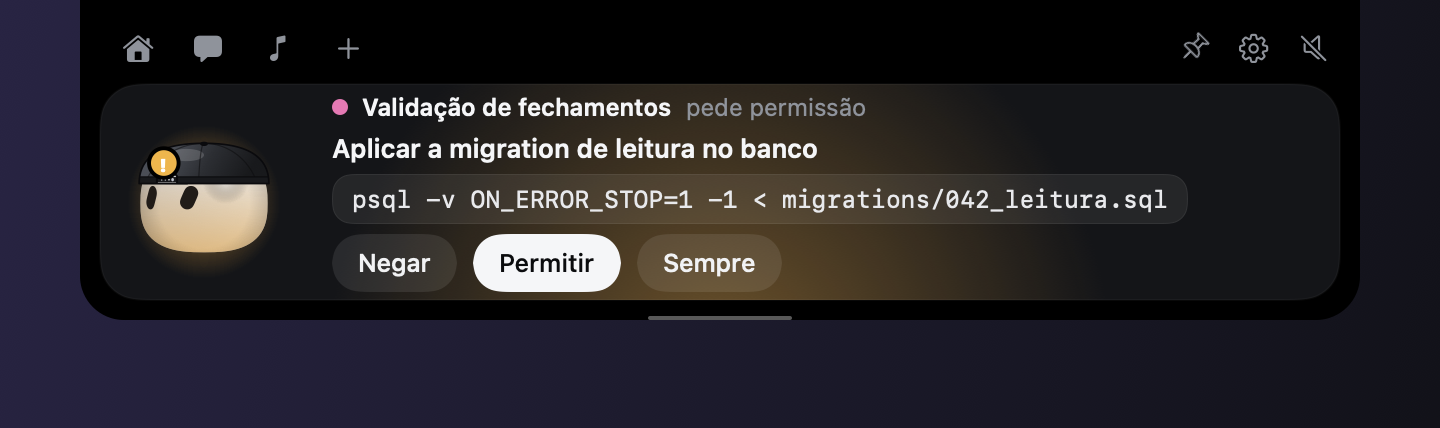 Validação de fechamentos pede permissão
Aplicar a migration de leitura no banco
psql -v ON_ERROR_STOP=1 -1 < migrations/042_leitura.sql
Negar Permitir Sempre